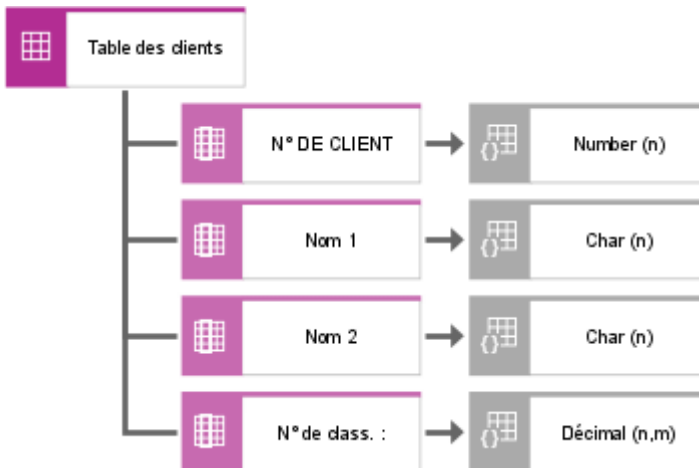 Table des clients
N° DE CLIENT
Number (n)
Nom 1
Char (n)
Nom 2
Char (n)
N° de class. :
Décimal (n,m)